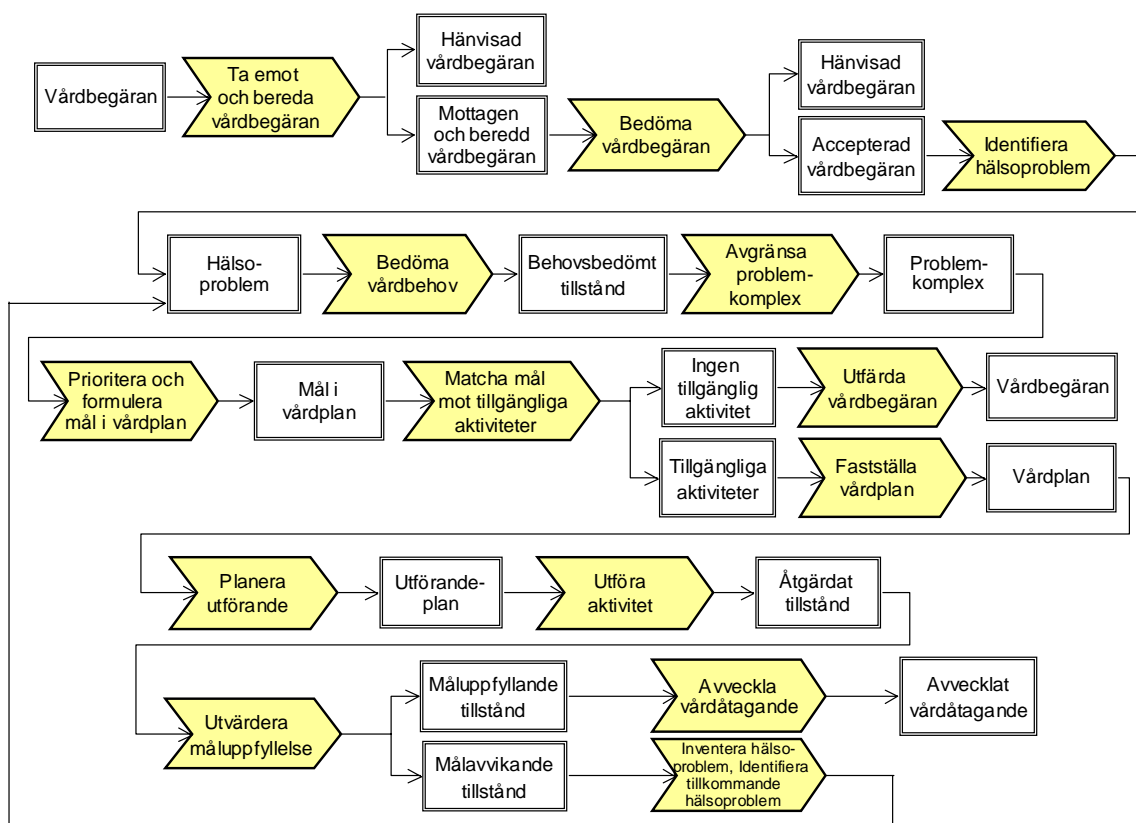 Vårdbegäran
Ta emot
och bereda
vårdbegäran
Hänvisad
vårdbegäran
Mottagen
och beredd
vårdbegäran
Bedöma
vårdbegäran
Hänvisad
vårdbegäran
Accepterad
vårdbegäran
Identifiera
hälsoproblem
Hälso-
problem
Bedöma
vårdbehov
Behovsbedömt
tillstånd
Avgränsa
problem-
komplex
Problem-
komplex
Prioritera och
formulera
mål i vårdplan
Mål i
vårdplan
Matcha mål
mot tillgängliga
aktiviteter
Ingen
tillgänglig
aktivitet
Utfärda
vårdbegäran
Vårdbegäran
Tillgängliga
aktiviteter
Fastställa
vårdplan
Vårdplan
Planera
utförande
Utförande-
plan
Utföra
aktivitet
Åtgärdat
tillstånd
Utvärdera
måluppfyllelse
Måluppfyllande
tillstånd
Avveckla
vårdåtagande
Avvecklat
vårdåtagande
Målavvikande
tillstånd
Inventera hälso-
problem, Identifiera
tillkommande
hälsoproblem